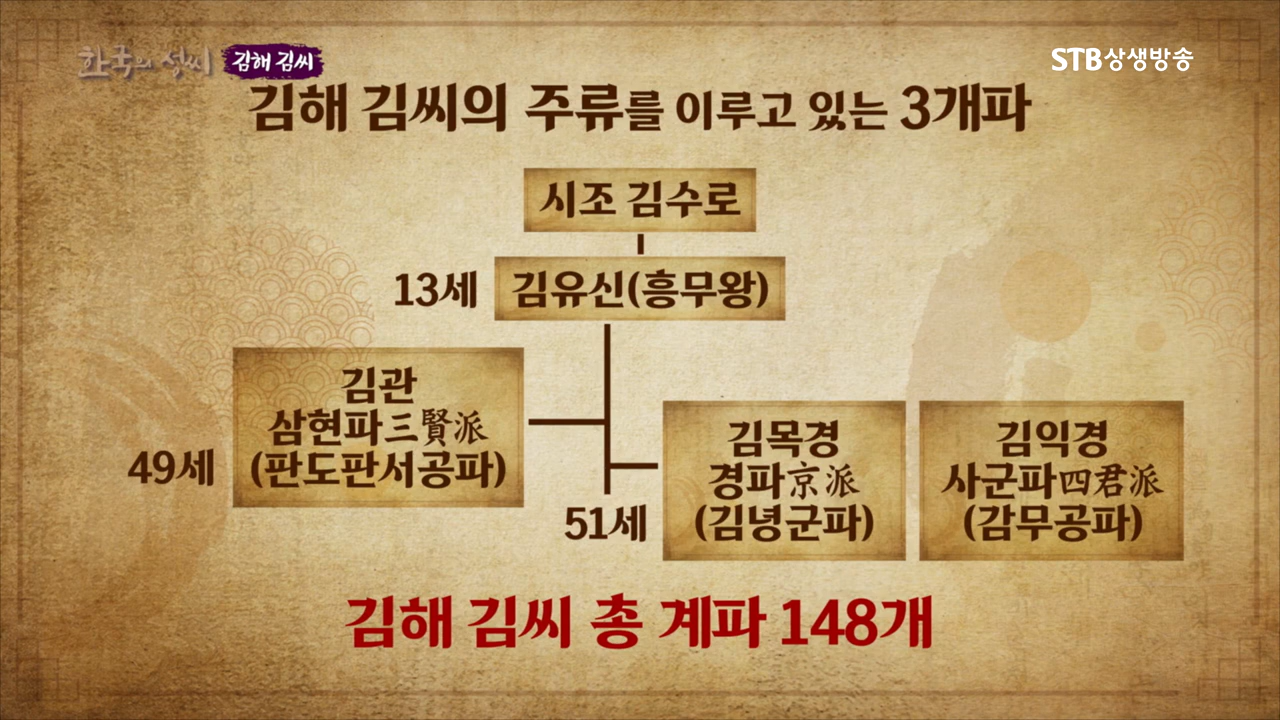 한국의 성씨 김해 김씨
STB상생방송
김해 김씨의 주류를 이루고 있는 3개파
시조 김수로
13세
김유신(흥무왕)
49세
김관
삼현파三賢派
(판도판서공파)
51세
김목경
경파京派
(김녕군파)
김익경
사군파四君派
(감무공파)
김해 김씨 총 계파 148개